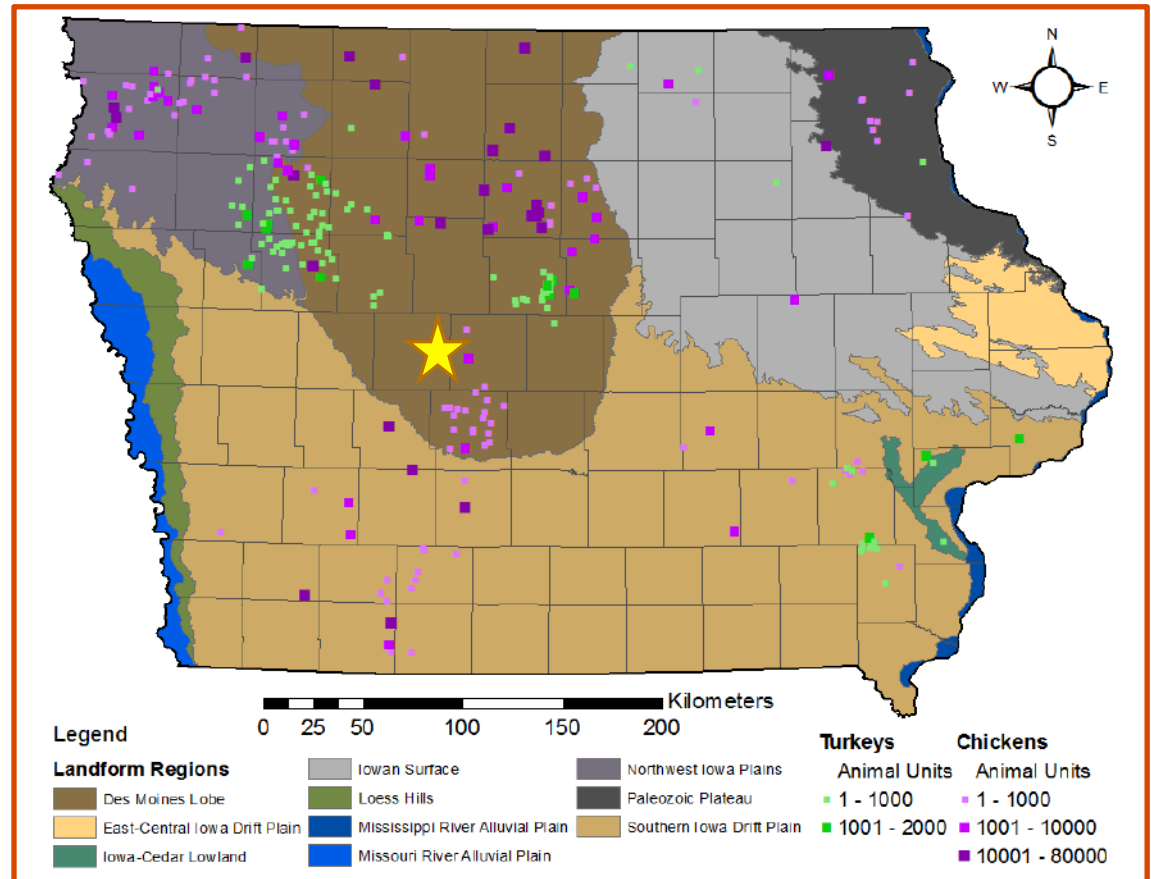 N
W E
S
Kilometers
0 25 50 100 150 200
Legend
Landform Regions
Des Moines Lobe
East-Central Iowa Drift Plain
Iowa-Cedar Lowland
Iowan Surface
Loess Hills
Mississippi River Alluvial Plain
Missouri River Alluvial Plain
Northwest Iowa Plains
Paleozoic Plateau
Southern Iowa Drift Plain
Turkeys
Animal Units
1 - 1000
1001 - 2000
Chickens
Animal Units
1 - 1000
1001 - 10000
10001 - 80000